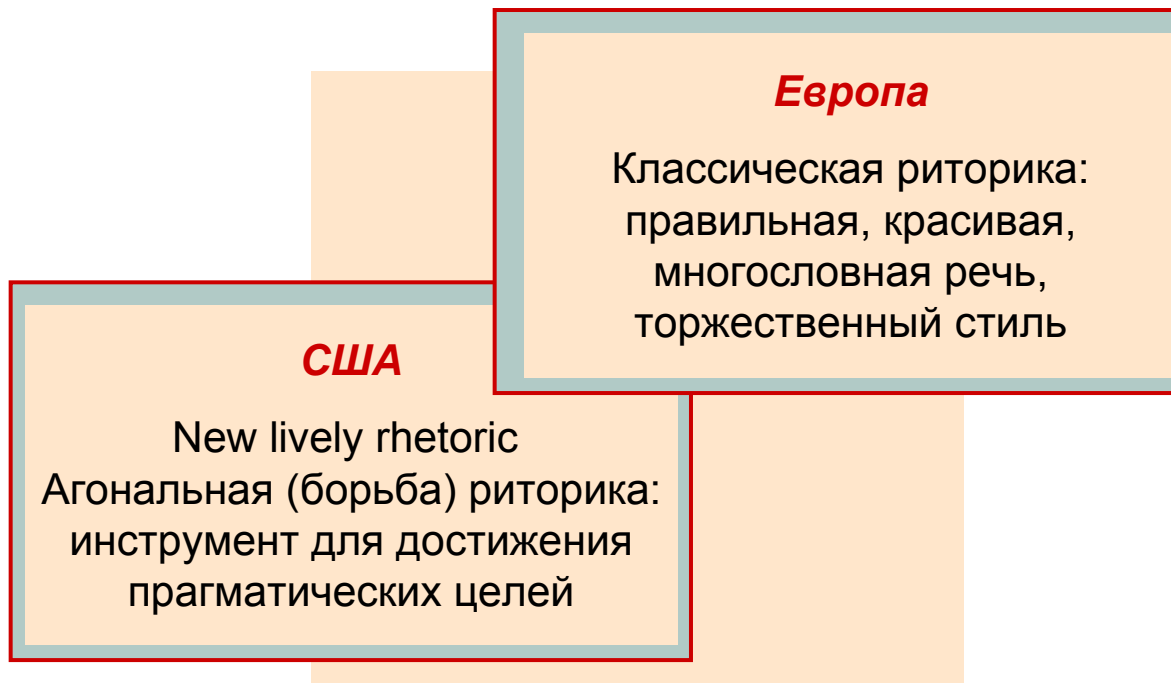 Европа
Классическая риторика:
правильная, красивая,
многословная речь,
торжественный стиль
США
New lively rhetoric
Агональная (борьба) риторика:
инструмент для достижения
прагматических целей